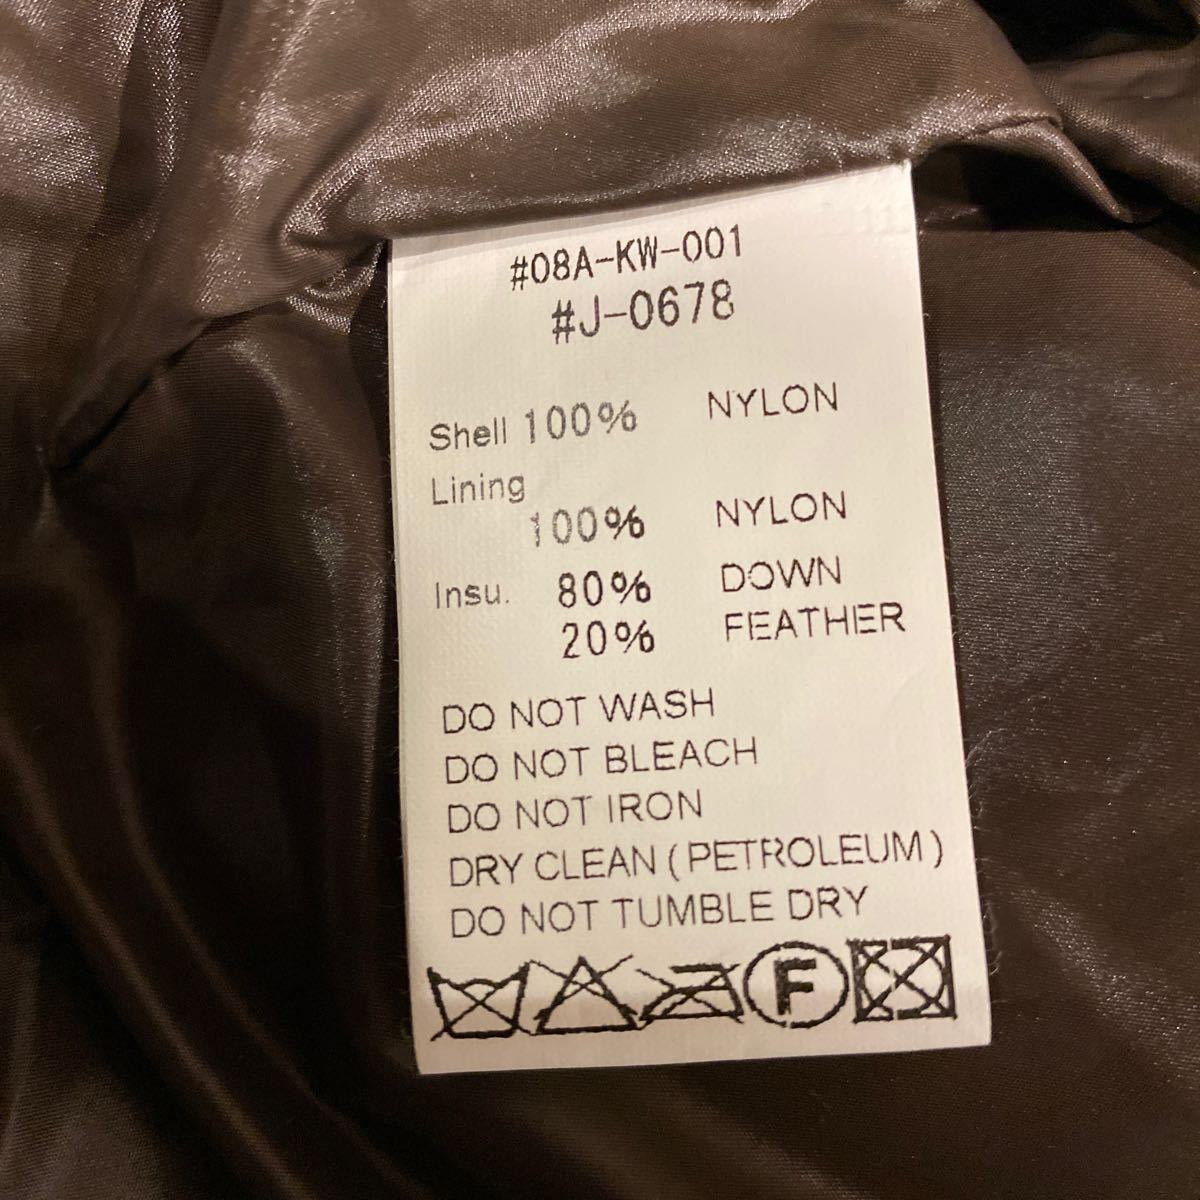 #08A-KW-001
#J-0678
Shell 100% NYLON
Lining
100% NYLON
Insu. 80% DOWN
20% FEATHER
DO NOT WASH
DO NOT BLEACH
DO NOT IRON
DRY CLEAN ( PETROLEUM )
DO NOT TUMBLE DRY
F